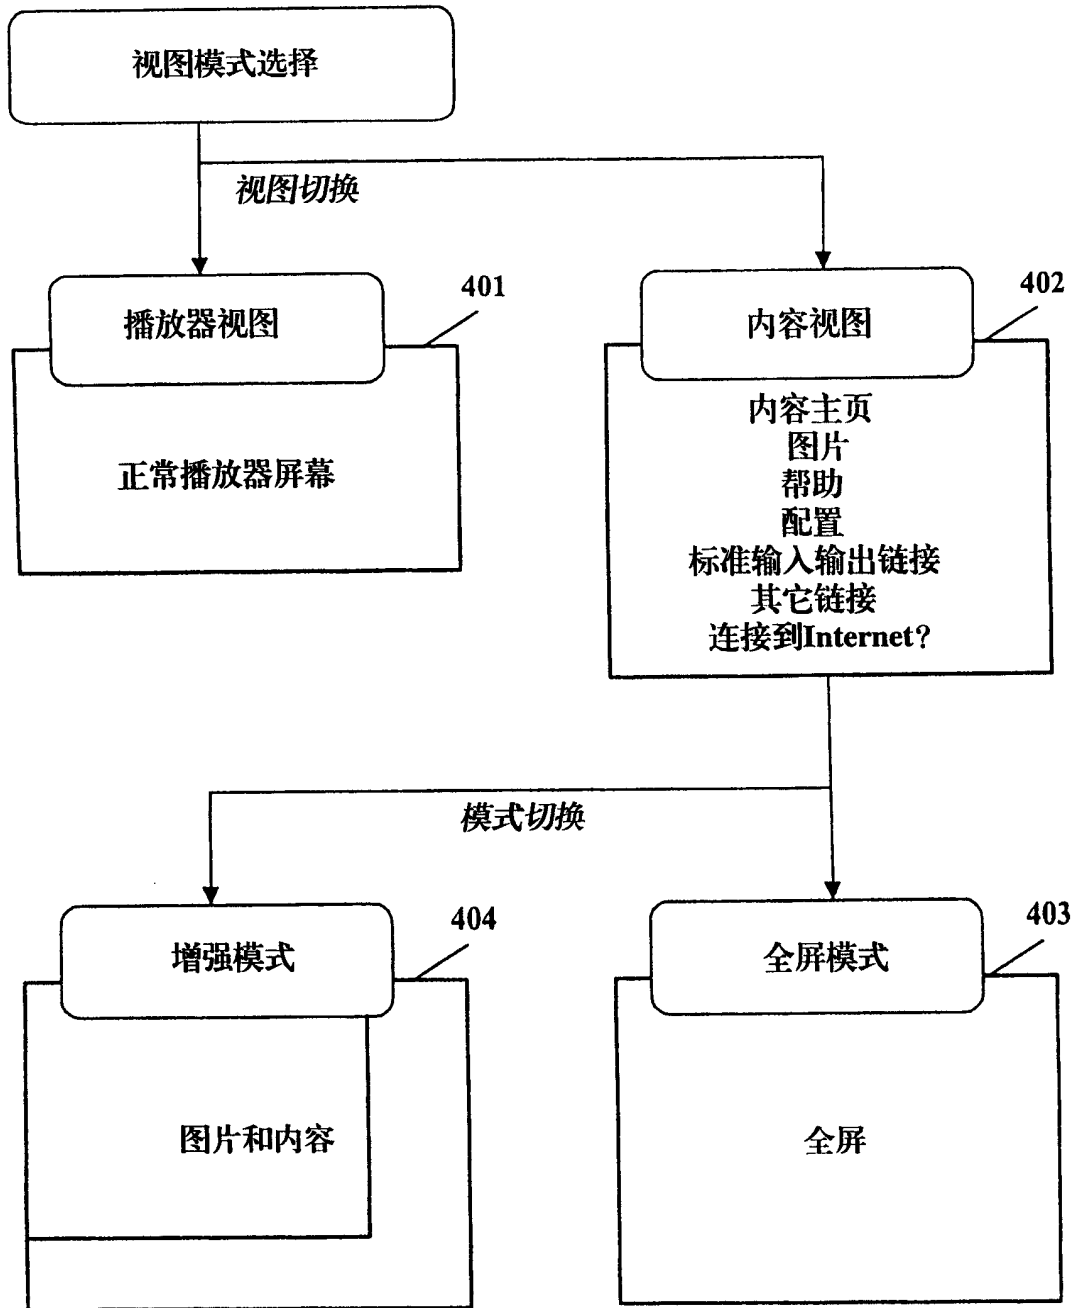 视图模式选择
视图切换
401
播放器视图
正常播放器屏幕
402
内容视图
内容主页
图片
帮助
配置
标准输入输出链接
其它链接
连接到Internet?
模式切换
404
增强模式
图片和内容
403
全屏模式
全屏